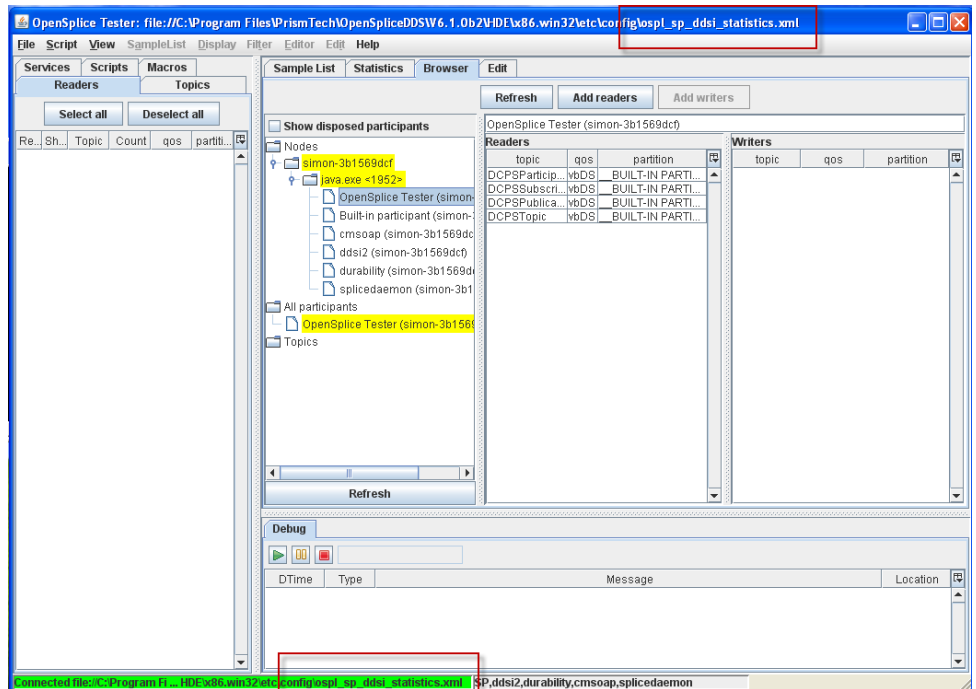 OpenSplice Tester: file://C:\Program Files\PrismTech\OpenSpliceDDS\V6.1.0b2\HDE\x86.win32\etc\config\ospl_sp_ddsi_statistics.xml
File Script View SampleList Display Filter Editor Edit Help
Services Scripts Macros
Readers Topics
Select all Deselect all
Re... Sh... Topic Count qos partiti...
Sample List Statistics Browser Edit
Refresh Add readers Add writers
Show disposed participants
Nodes
simon-3b1569dcf
java.exe <1952>
OpenSplice Tester (simon-
Built-in participant (simon-
cmsoap (simon-3b1569dc
ddsi2 (simon-3b1569dcf)
durability (simon-3b1569d
splicedaemon (simon-3b1
All participants
OpenSplice Tester (simon-3b156
Topics
Refresh
OpenSplice Tester (simon-3b1569dcf)
Readers
topic qos partition
DCPSParticip... vbDS __BUILT-IN PARTI...
DCPSSubscri... vbDS __BUILT-IN PARTI...
DCPSPublica... vbDS __BUILT-IN PARTI...
DCPSTopic vbDS __BUILT-IN PARTI...
Writers
topic qos partition
Debug
DTime Type Message Location
Connected file://C:\Program Fi ... HDE\x86.win32\etc\config\ospl_sp_ddsi_statistics.xml SP,ddsi2,durability,cmsoap,splicedaemon